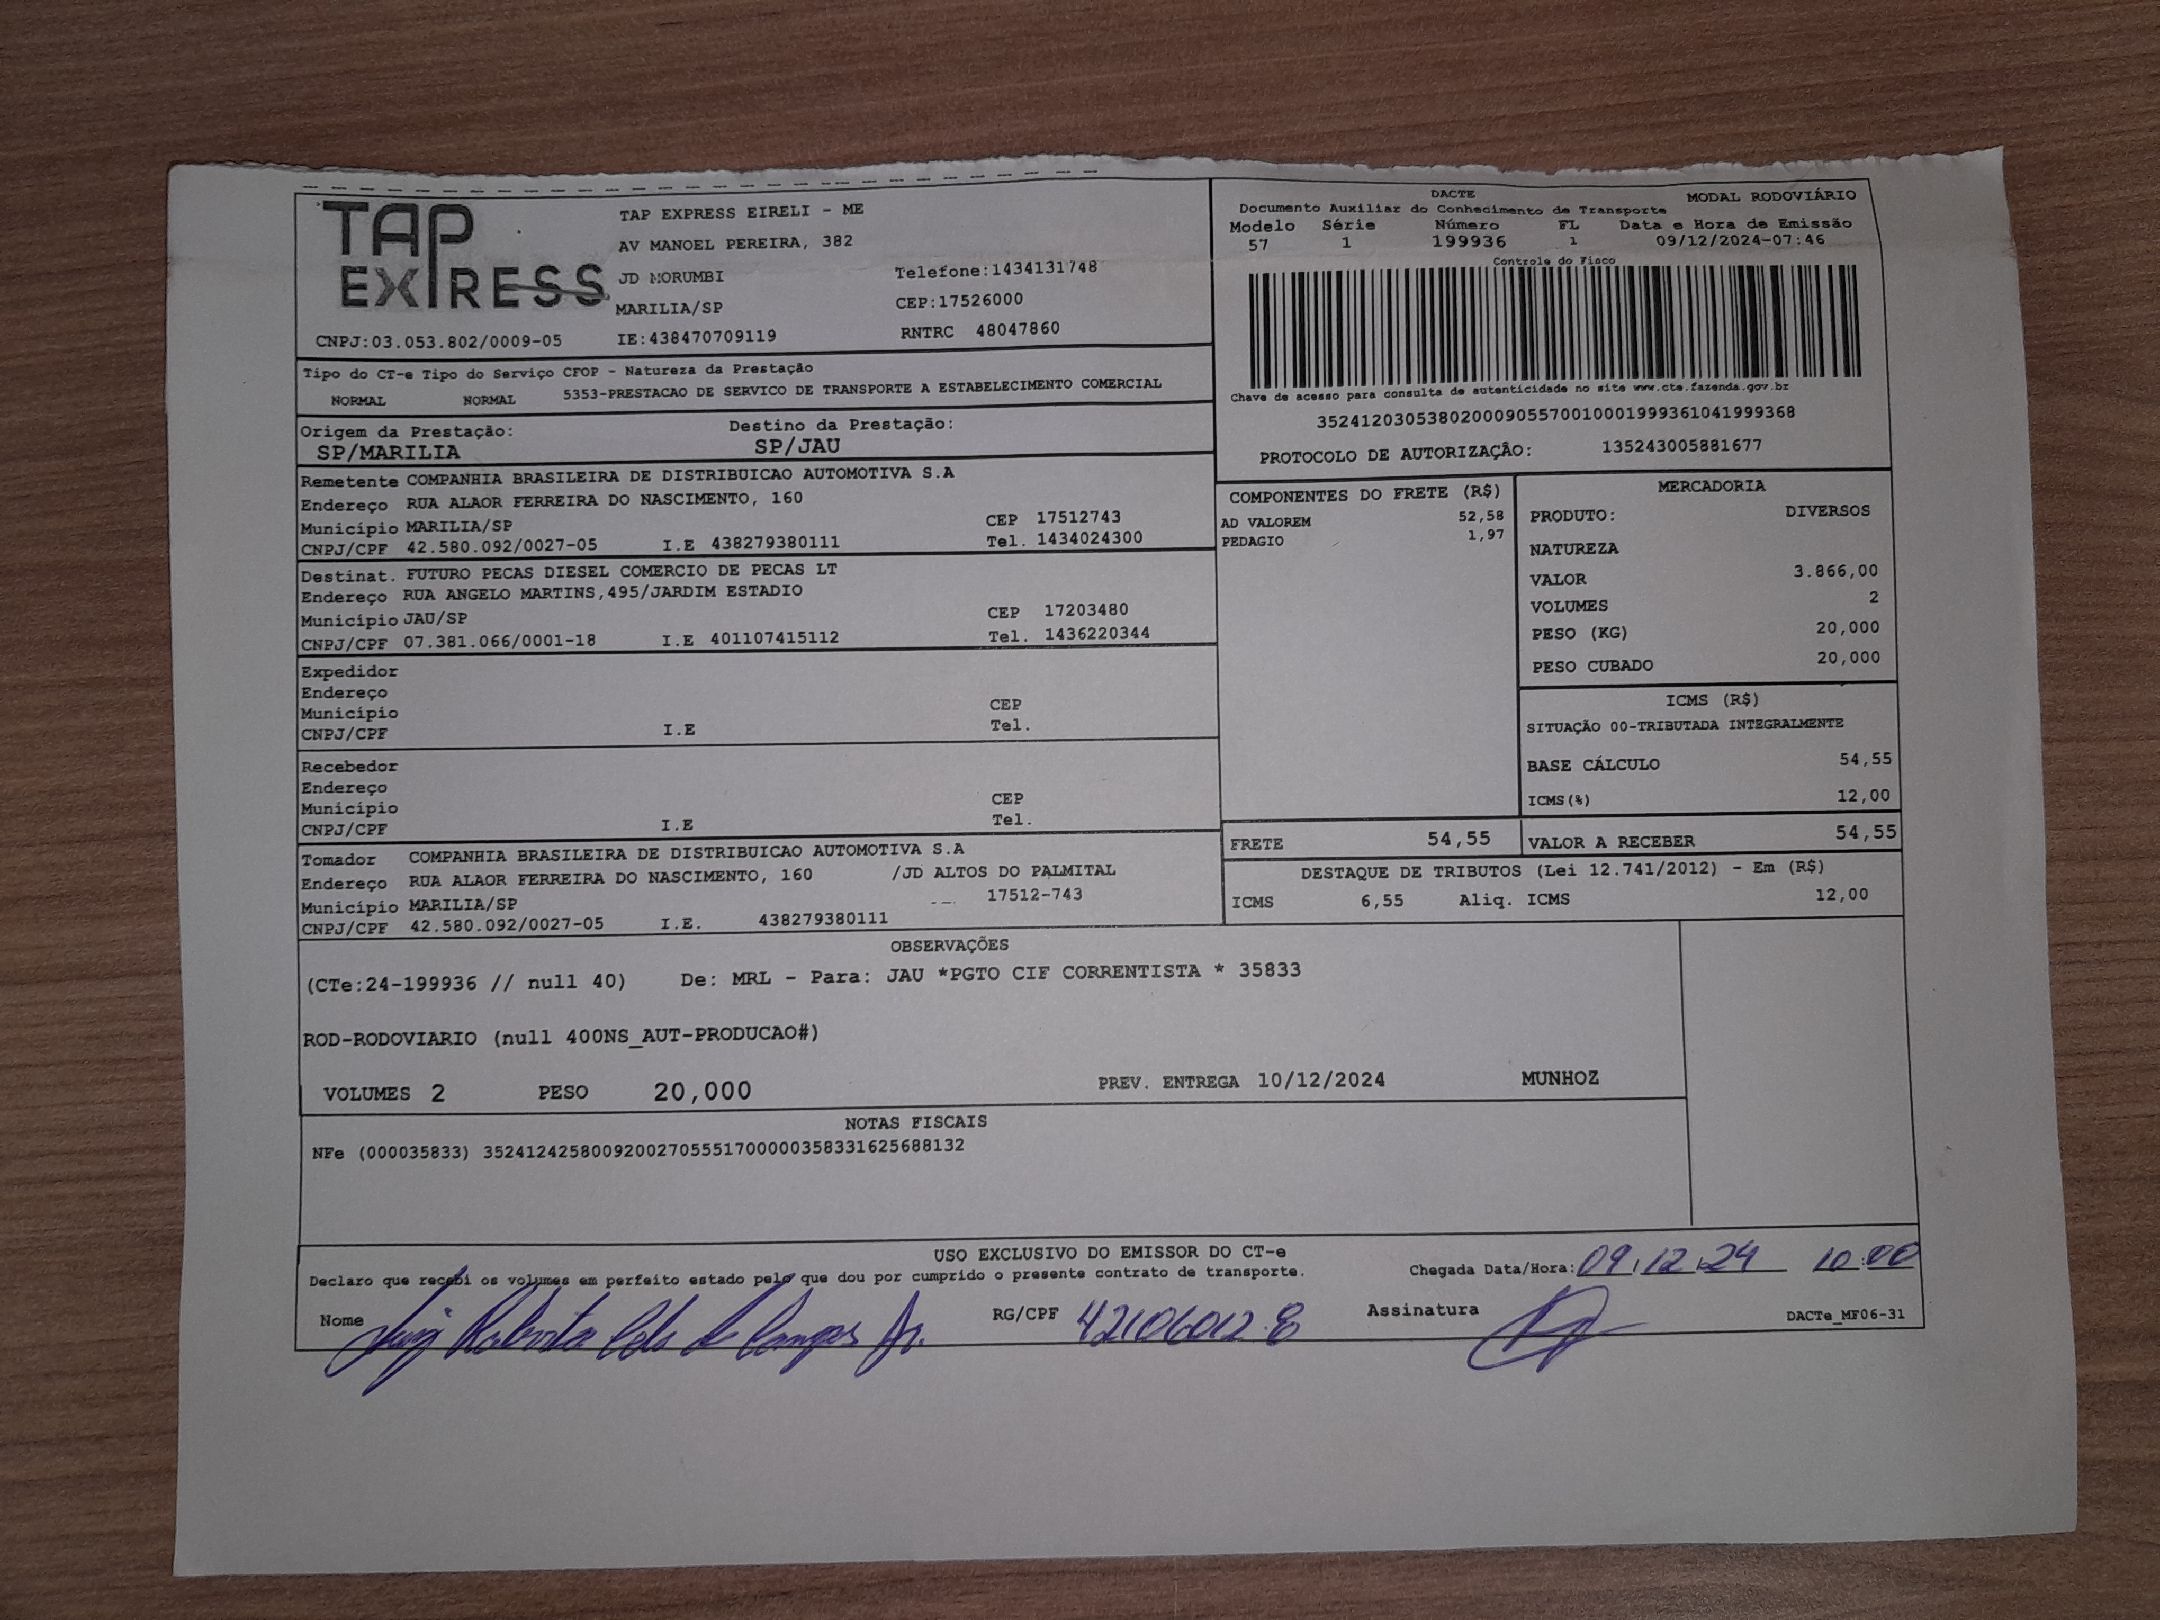 TAP
EXPRESS
TAP EXPRESS EIRELI - ME
AV MANOEL PEREIRA, 382
JD MORUMBI
Telefone:1434131748
MARILIA/SP
CEP:17526000
CNPJ:03.053.802/0009-05
IE:438470709119
RNTRC 48047860
DACTE
MODAL RODOVIÁRIO
Documento Auxiliar do Conhecimento de Transporte
Modelo Série Número FL Data e Hora de Emissão
57 1 199936 1 09/12/2024-07:46
Controle do Fisco
Chave de acesso para consulta de autenticidade no site www.cte.fazenda.gov.br
35241203053802000905570010001999361041999368
PROTOCOLO DE AUTORIZAÇÃO: 135243005881677
Tipo do CT-e Tipo do Serviço CFOP - Natureza da Prestação
NORMAL NORMAL 5353-PRESTACAO DE SERVICO DE TRANSPORTE A ESTABELECIMENTO COMERCIAL
Origem da Prestação: Destino da Prestação:
SP/MARILIA SP/JAU
Remetente COMPANHIA BRASILEIRA DE DISTRIBUICAO AUTOMOTIVA S.A
Endereço RUA ALAOR FERREIRA DO NASCIMENTO, 160
Município MARILIA/SP CEP 17512743
CNPJ/CPF 42.580.092/0027-05 I.E 438279380111 Tel. 1434024300
Destinat. FUTURO PECAS DIESEL COMERCIO DE PECAS LT
Endereço RUA ANGELO MARTINS,495/JARDIM ESTADIO
Município JAU/SP CEP 17203480
CNPJ/CPF 07.381.066/0001-18 I.E 401107415112 Tel. 1436220344
Expedidor
Endereço
Município CEP
CNPJ/CPF I.E Tel.
Recebedor
Endereço
Município CEP
CNPJ/CPF I.E Tel.
Tomador COMPANHIA BRASILEIRA DE DISTRIBUICAO AUTOMOTIVA S.A
Endereço RUA ALAOR FERREIRA DO NASCIMENTO, 160 /JD ALTOS DO PALMITAL
Município MARILIA/SP 17512-743
CNPJ/CPF 42.580.092/0027-05 I.E. 438279380111
COMPONENTES DO FRETE (R$)
AD VALOREM 52,58
PEDAGIO 1,97
MERCADORIA
PRODUTO: DIVERSOS
NATUREZA
VALOR 3.866,00
VOLUMES 2
PESO (KG) 20,000
PESO CUBADO 20,000
ICMS (R$)
SITUAÇÃO 00-TRIBUTADA INTEGRALMENTE
BASE CÁLCULO 54,55
ICMS(%) 12,00
FRETE 54,55 VALOR A RECEBER 54,55
DESTAQUE DE TRIBUTOS (Lei 12.741/2012) - Em (R$)
ICMS 6,55 Aliq. ICMS 12,00
OBSERVAÇÕES
(CTe:24-199936 // null 40) De: MRL - Para: JAU *PGTO CIF CORRENTISTA * 35833
ROD-RODOVIARIO (null 400NS_AUT-PRODUCAO#)
VOLUMES 2 PESO 20,000 PREV. ENTREGA 10/12/2024 MUNHOZ
NOTAS FISCAIS
NFe (000035833) 35241242580092002705551700000358331625688132
USO EXCLUSIVO DO EMISSOR DO CT-e
Declaro que recebi os volumes em perfeito estado pelo que dou por cumprido o presente contrato de transporte.
Chegada Data/Hora: 09.12.24 10:00
Nome Luiz de Campos Jr. RG/CPF 42106012-8 Assinatura DACTe_MF06-31